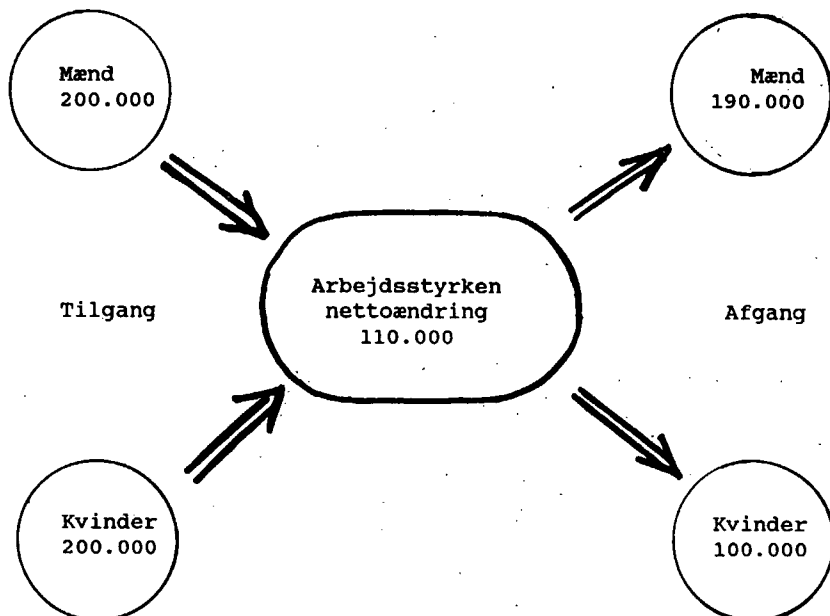 Mænd
200.000
Mænd
190.000
Tilgang
Arbejdsstyrken
nettoændring
110.000
Afgang
Kvinder
200.000
Kvinder
100.000